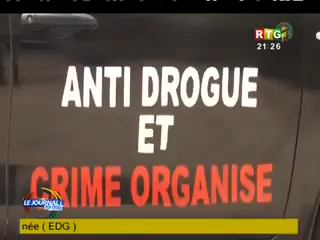 RTG
21:26
ANTI DROGUE
ET
CRIME ORGANISE
LE JOURNAL
née ( EDG )